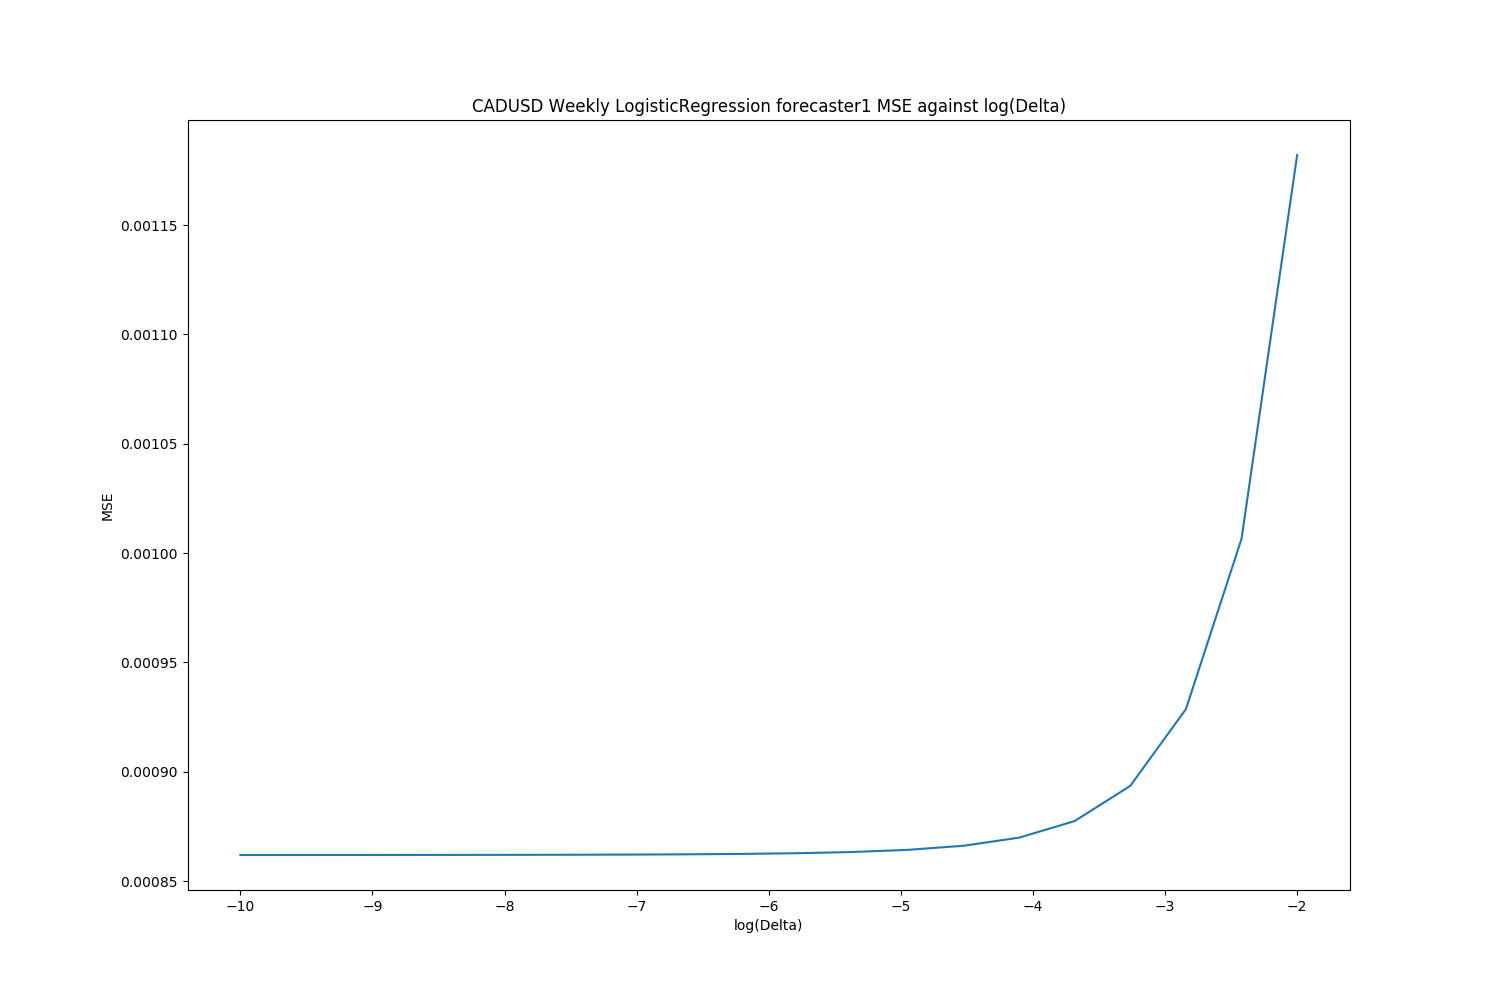 CADUSD Weekly LogisticRegression forecaster1 MSE against log(Delta)
0.00115
0.00110
0.00105
0.00100
0.00095
0.00090
0.00085
MSE
−10 −9 −8 −7 −6 −5 −4 −3 −2
log(Delta)